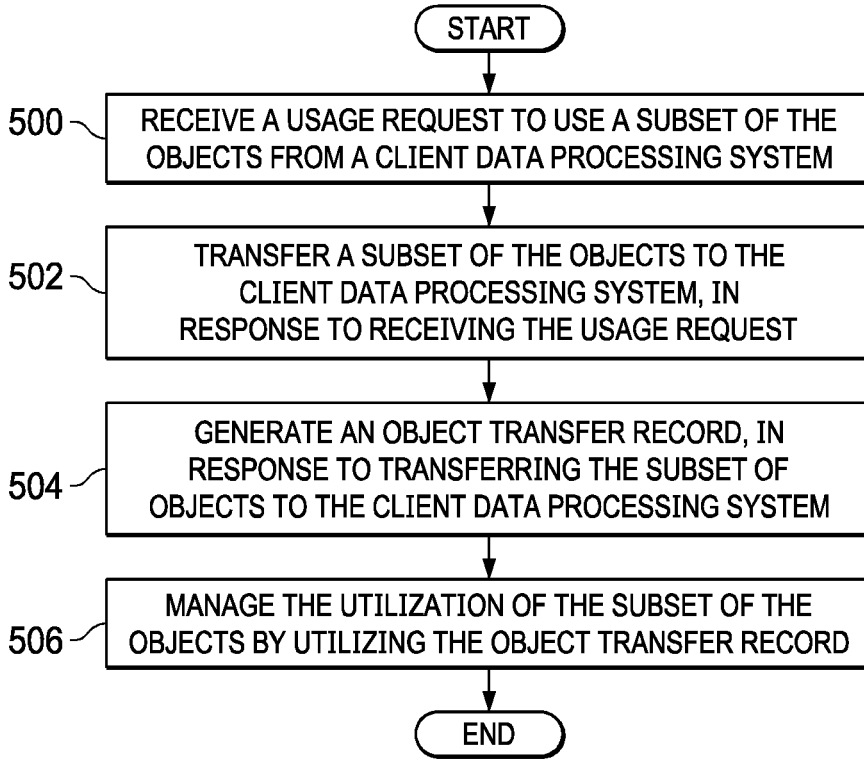 START
500
RECEIVE A USAGE REQUEST TO USE A SUBSET OF THE
OBJECTS FROM A CLIENT DATA PROCESSING SYSTEM
502
TRANSFER A SUBSET OF THE OBJECTS TO THE
CLIENT DATA PROCESSING SYSTEM, IN
RESPONSE TO RECEIVING THE USAGE REQUEST
504
GENERATE AN OBJECT TRANSFER RECORD, IN
RESPONSE TO TRANSFERRING THE SUBSET OF
OBJECTS TO THE CLIENT DATA PROCESSING SYSTEM
506
MANAGE THE UTILIZATION OF THE SUBSET OF THE
OBJECTS BY UTILIZING THE OBJECT TRANSFER RECORD
END